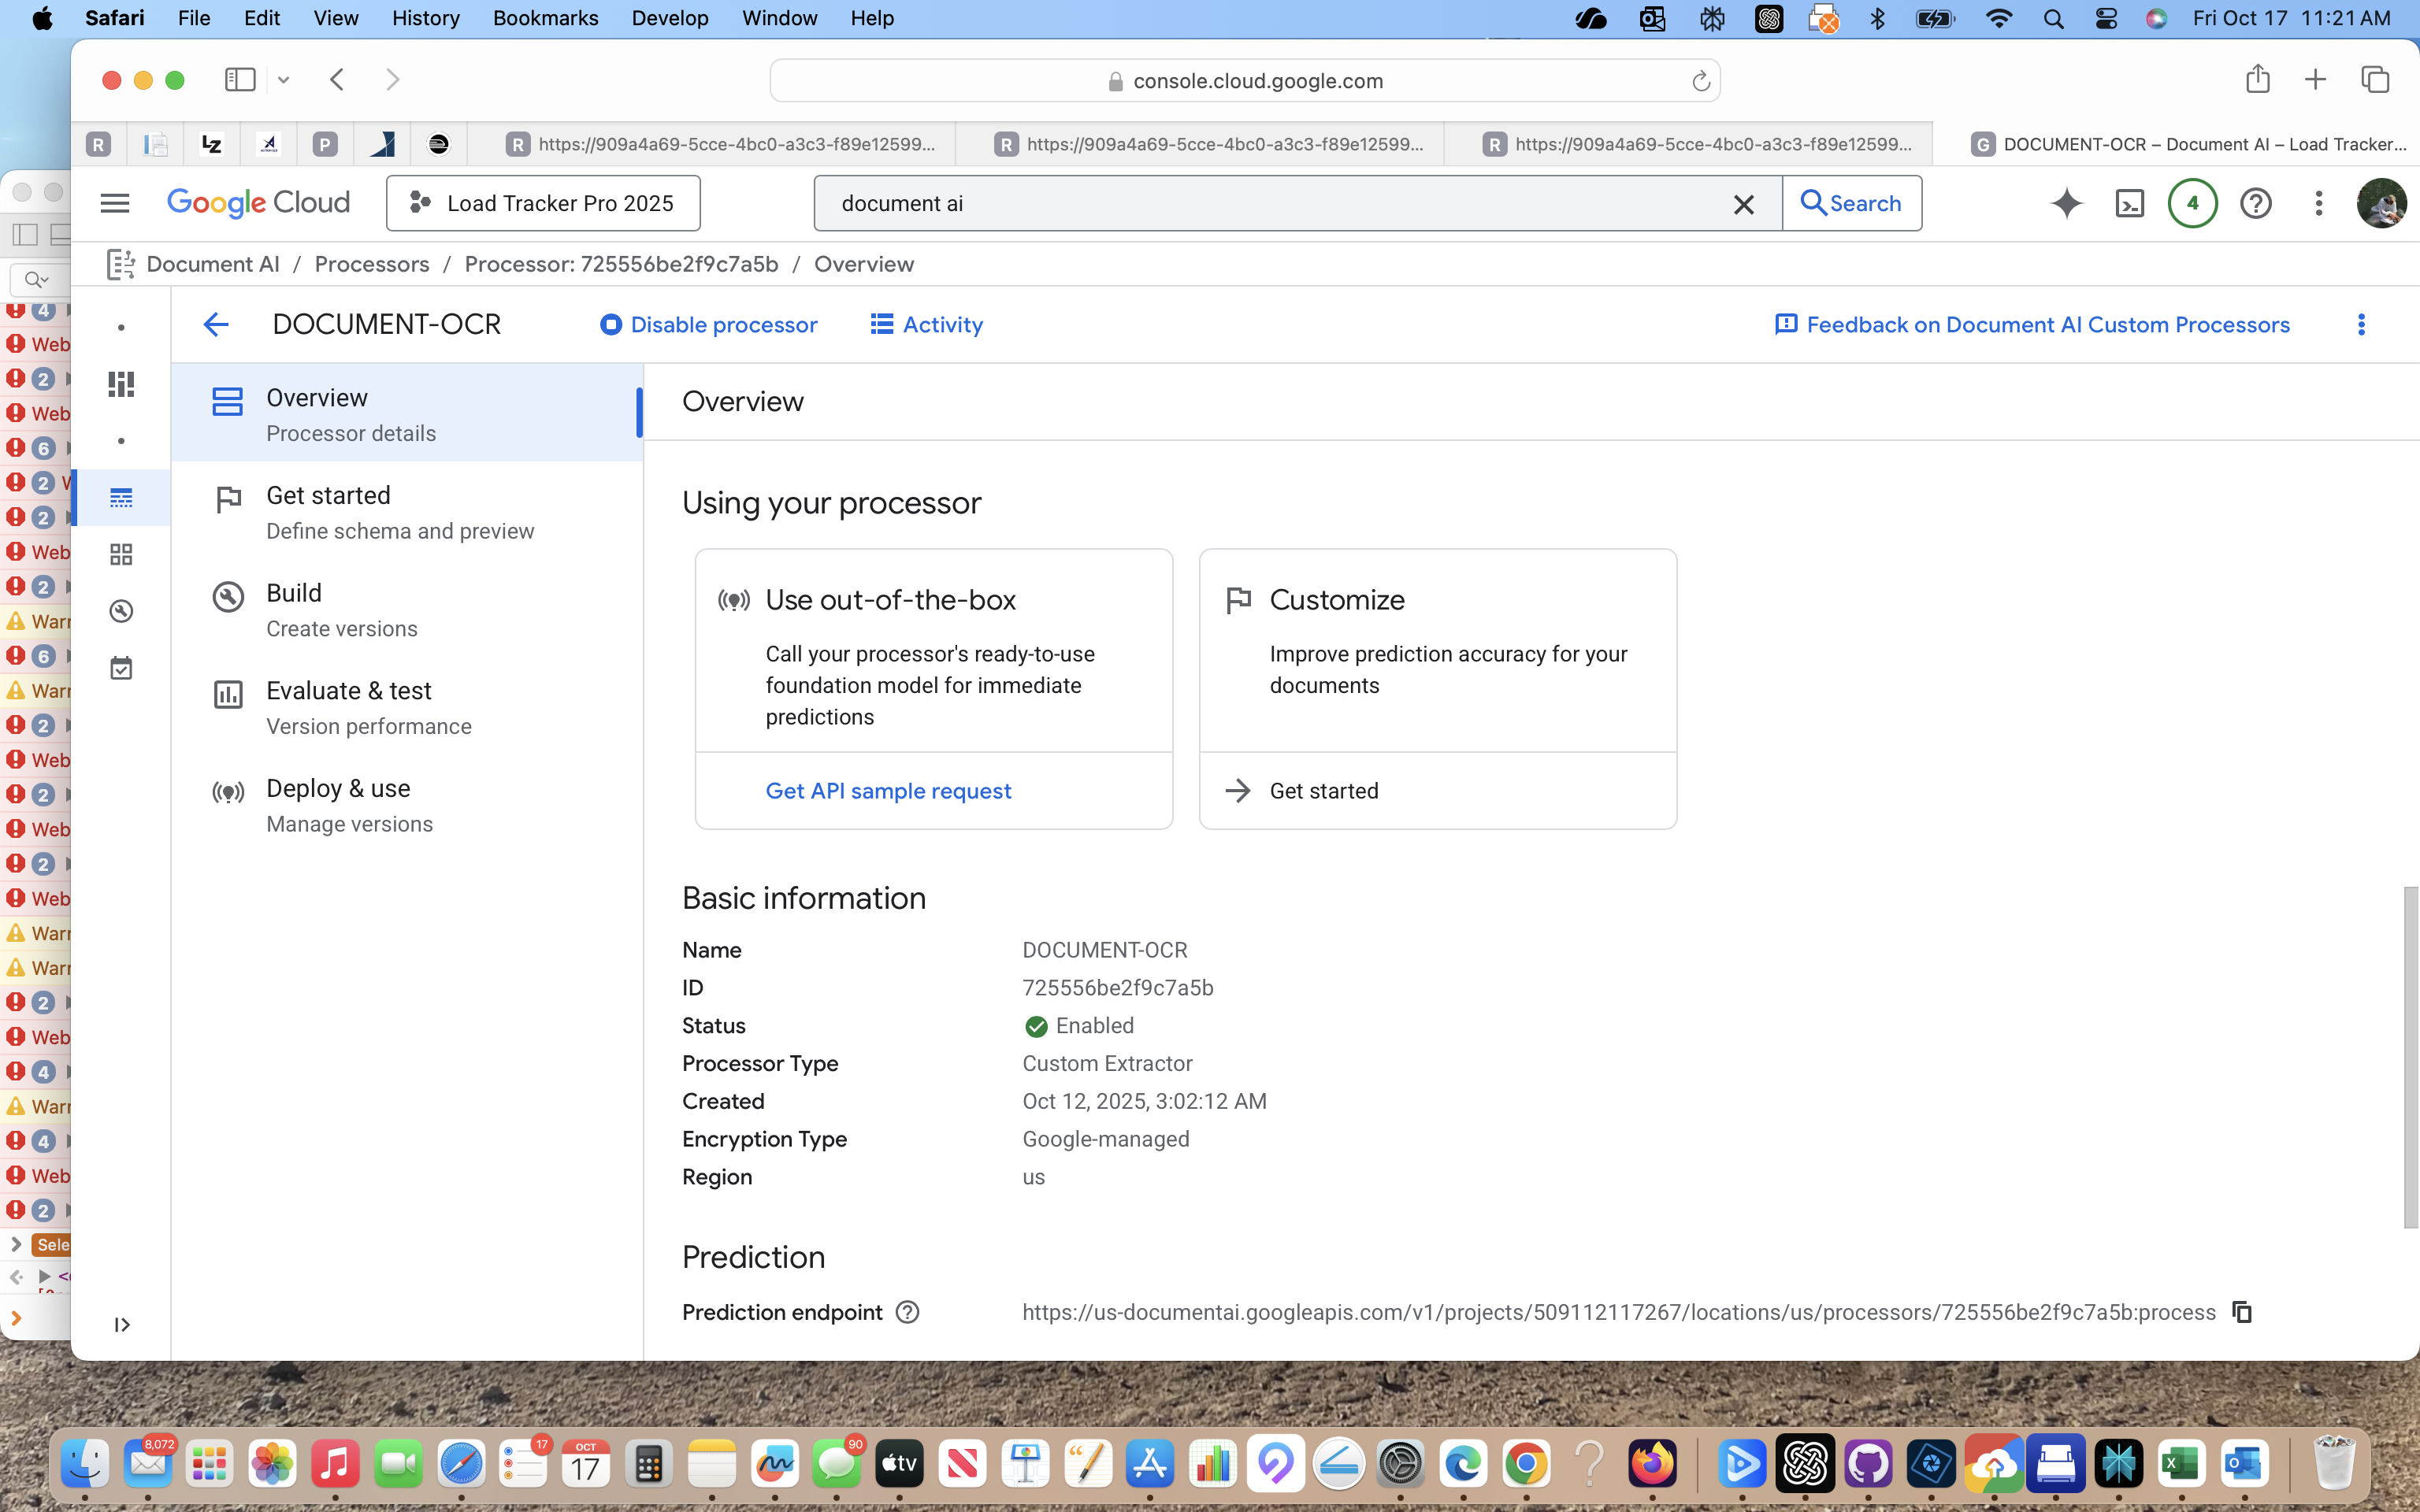 Safari File Edit View History Bookmarks Develop Window Help Fri Oct 17 11:21 AM
console.cloud.google.com
R LZ P R https://909a4a69-5cce-4bc0-a3c3-f89e12599... R https://909a4a69-5cce-4bc0-a3c3-f89e12599... R https://909a4a69-5cce-4bc0-a3c3-f89e12599... G DOCUMENT-OCR – Document AI – Load Tracker...
Google Cloud Load Tracker Pro 2025 document ai Search 4
Document AI / Processors / Processor: 725556be2f9c7a5b / Overview
DOCUMENT-OCR Disable processor Activity Feedback on Document AI Custom Processors
Overview
Processor details
Get started
Define schema and preview
Build
Create versions
Evaluate & test
Version performance
Deploy & use
Manage versions
Overview
Using your processor
Use out-of-the-box
Call your processor's ready-to-use
foundation model for immediate
predictions
Get API sample request
Customize
Improve prediction accuracy for your
documents
Get started
Basic information
Name DOCUMENT-OCR
ID 725556be2f9c7a5b
Status Enabled
Processor Type Custom Extractor
Created Oct 12, 2025, 3:02:12 AM
Encryption Type Google-managed
Region us
Prediction
Prediction endpoint https://us-documentai.googleapis.com/v1/projects/509112117267/locations/us/processors/725556be2f9c7a5b:process
4
Web
2
Web
6
2
2
Web
2
Warr
6
Warr
2
Web
2
Web
2
Web
Warr
Warr
2
Web
4
Warr
4
Web
2
Sele
8,072 17 OCT 17 90 tv